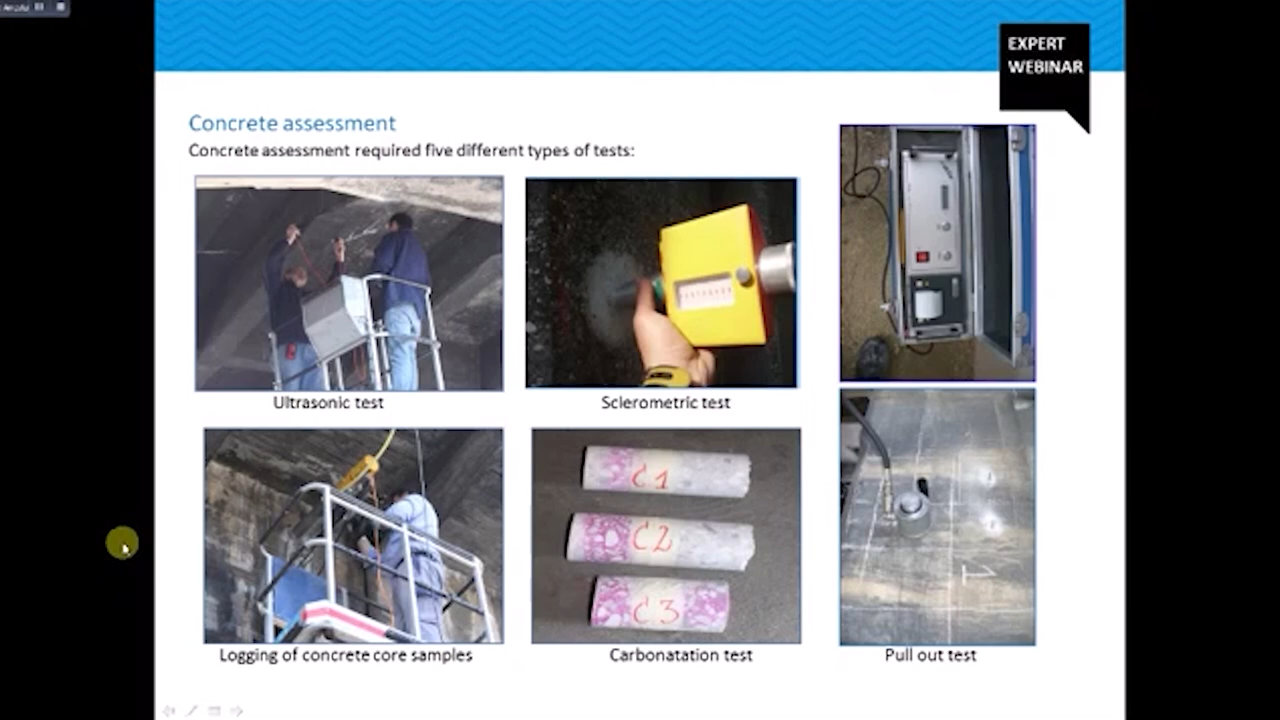 EXPERT
WEBINAR
Concrete assessment
Concrete assessment required five different types of tests:
Ultrasonic test
Sclerometric test
C1
C2
C3
Logging of concrete core samples
Carbonatation test
Pull out test